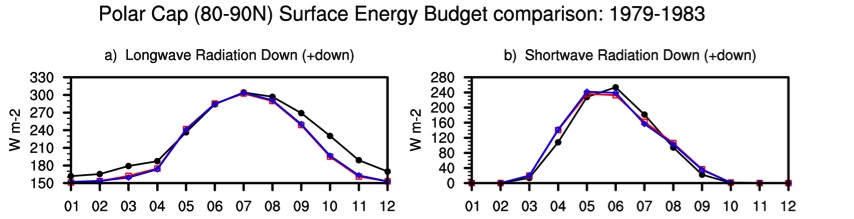 Polar Cap (80-90N) Surface Energy Budget comparison: 1979-1983
a) Longwave Radiation Down (+down)
W m-2
330
300
270
240
210
180
150
01 02 03 04 05 06 07 08 09 10 11 12
b) Shortwave Radiation Down (+down)
W m-2
280
240
200
160
120
80
40
0
01 02 03 04 05 06 07 08 09 10 11 12